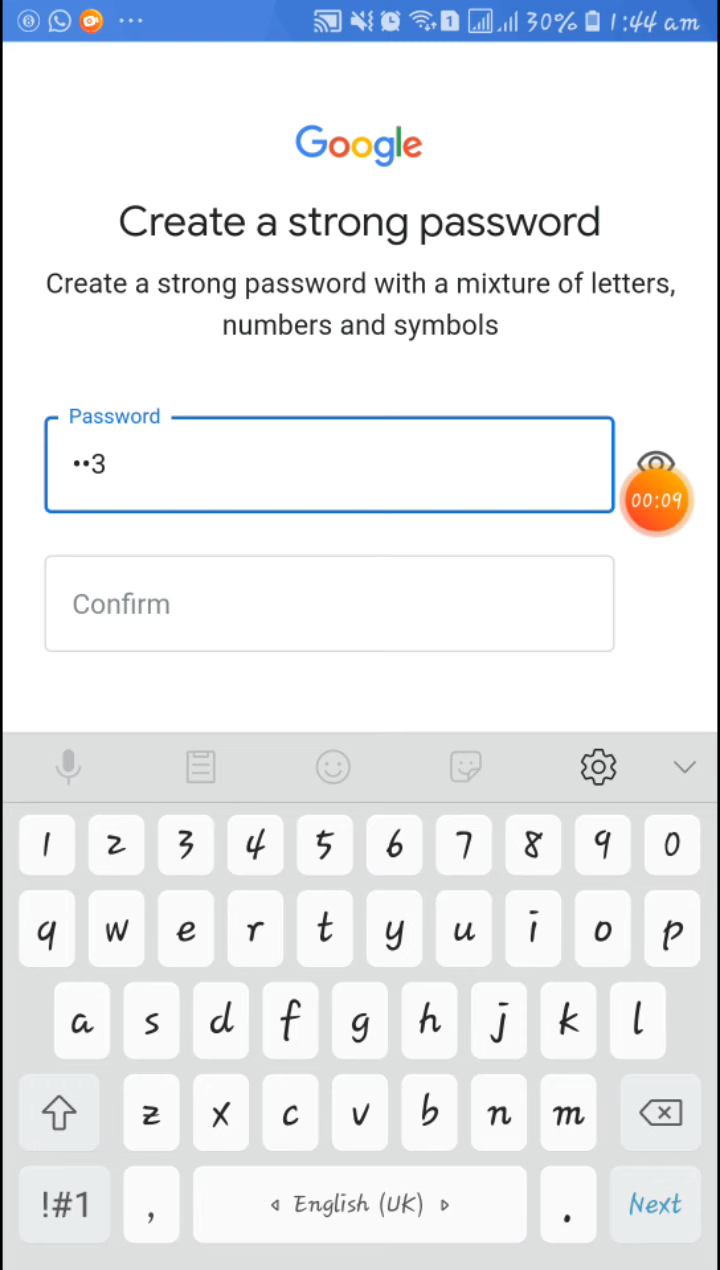 30% 1:44 am
Google
Create a strong password
Create a strong password with a mixture of letters,
numbers and symbols
Password
••3
00:09
Confirm
1 2 3 4 5 6 7 8 9 0
q w e r t y u i o p
a s d f g h j k l
z x c v b n m
!#1 , English (UK) . Next